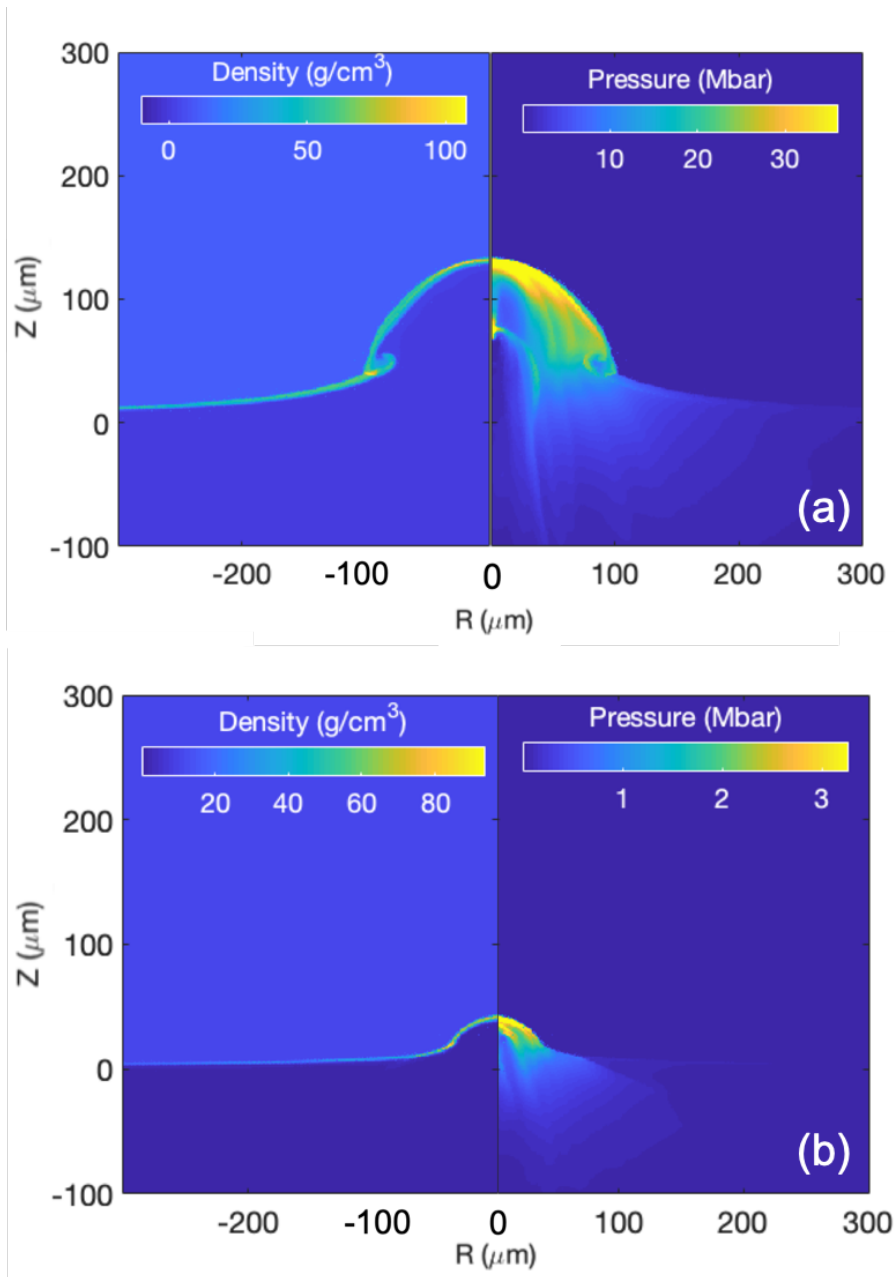 300
200
100
0
-100
Z (μm)
Density (g/cm³)
0 50 100
Pressure (Mbar)
10 20 30
(a)
-200 -100 0 100 200 300
R (μm)
300
200
100
0
-100
Z (μm)
Density (g/cm³)
20 40 60 80
Pressure (Mbar)
1 2 3
(b)
-200 -100 0 100 200 300
R (μm)